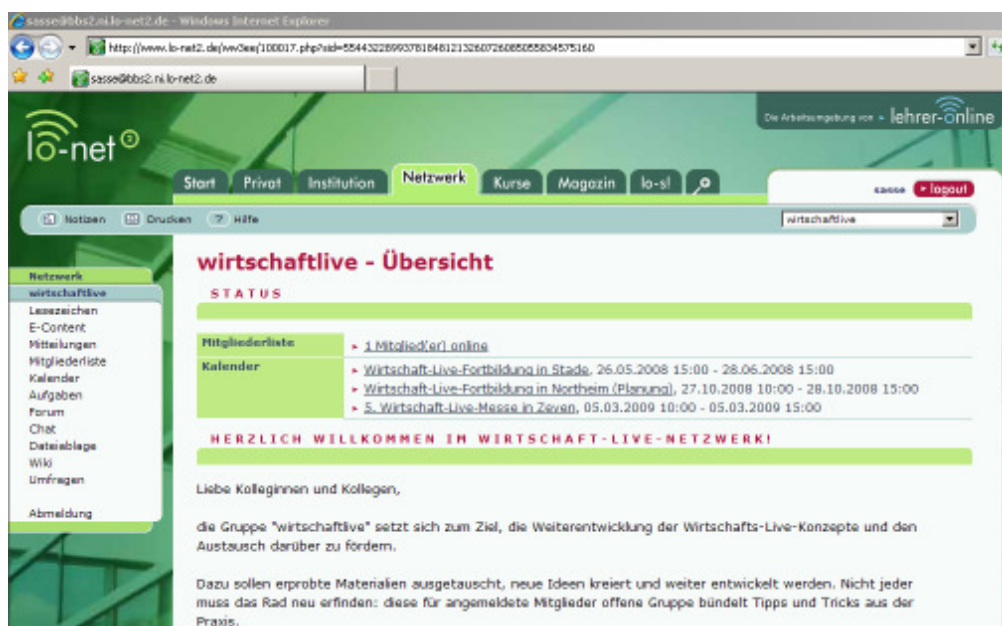 sasse@bbs2.ni.lo-net2.de - Windows Internet Explorer
sasse@bbs2.ni.lo-net2.de
lo-net²
Die Arbeitsumgebung von lehrer-online
Start Privat Institution Netzwerk Kurse Magazin lo-s!
sasse logout
Notizen Drucken ? Hilfe wirtschaftlive
Netzwerk
wirtschaftlive
Lesezeichen
E-Content
Mitteilungen
Mitgliederliste
Kalender
Aufgaben
Forum
Chat
Dateiablage
Wiki
Umfragen
Abmeldung
wirtschaftlive - Übersicht
STATUS
Mitgliederliste 1 Mitglied(er) online
Kalender Wirtschaft-Live-Fortbildung in Stade, 26.05.2008 15:00 - 28.06.2008 15:00
Wirtschaft-Live-Fortbildung in Northeim (Planung), 27.10.2008 10:00 - 28.10.2008 15:00
5. Wirtschaft-Live-Messe in Zeven, 05.03.2009 10:00 - 05.03.2009 15:00
HERZLICH WILLKOMMEN IM WIRTSCHAFT-LIVE-NETZWERK!
Liebe Kolleginnen und Kollegen,
die Gruppe "wirtschaftlive" setzt sich zum Ziel, die Weiterentwicklung der Wirtschafts-Live-Konzepte und den
Austausch darüber zu fördern.
Dazu sollen erprobte Materialien ausgetauscht, neue Ideen kreiert und weiter entwickelt werden. Nicht jeder
muss das Rad neu erfinden: diese für angemeldete Mitglieder offene Gruppe bündelt Tipps und Tricks aus der
Praxis.